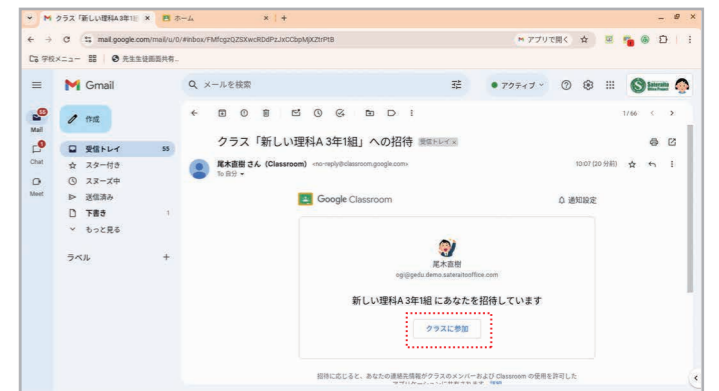 クラス「新しい理科A 3年1組
ホーム
mail.google.com/mail/u/0/#inbox/FMfcgzQZSXwcRDdPzJxCCbpMjXZtrPtB
アプリで開く
学校メニュー
先生生徒画面共有_
Gmail
メールを検索
アクティブ
55
Mail
Chat
Meet
作成
受信トレイ 55
スター付き
スヌーズ中
送信済み
下書き 1
もっと見る
ラベル
1/66
クラス「新しい理科A 3年1組」への招待 受信トレイ×
尾木直樹 さん (Classroom) <no-reply@classroom.google.com> 10:07 (20 分前)
To 自分
Google Classroom 通知設定
尾木直樹
ogi@gedu.demo.sateraitooffice.com
新しい理科A 3年1組 にあなたを招待しています
クラスに参加
招待に応じると、あなたの連絡先情報がクラスのメンバーおよび Classroom の使用を許可した